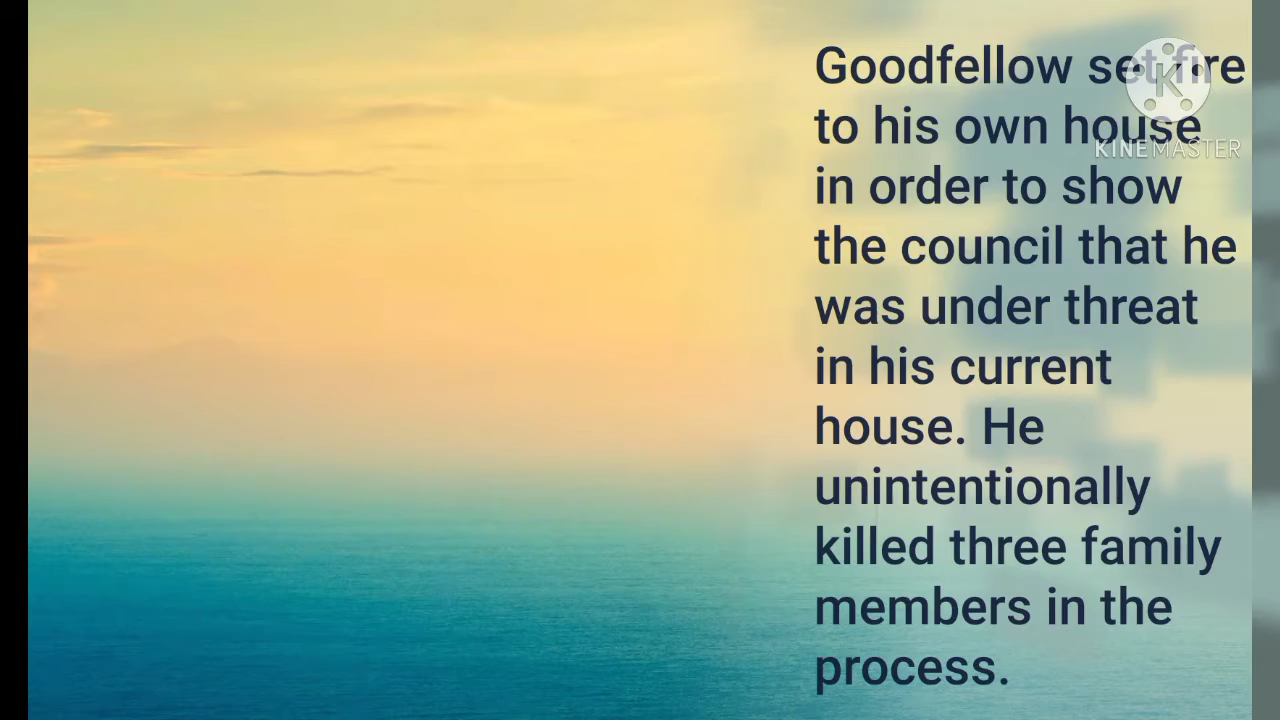 Goodfellow set fire
to his own house
in order to show
the council that he
was under threat
in his current
house. He
unintentionally
killed three family
members in the
process.
K
KINEMASTER